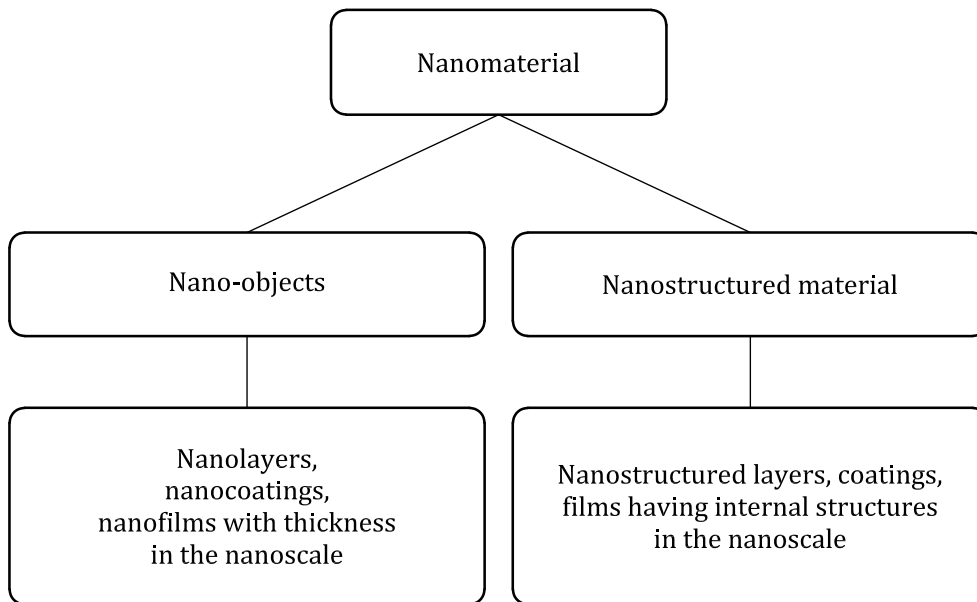 Nanomaterial
Nano-objects
Nanostructured material
Nanolayers,
nanocoatings,
nanofilms with thickness
in the nanoscale
Nanostructured layers, coatings,
films having internal structures
in the nanoscale